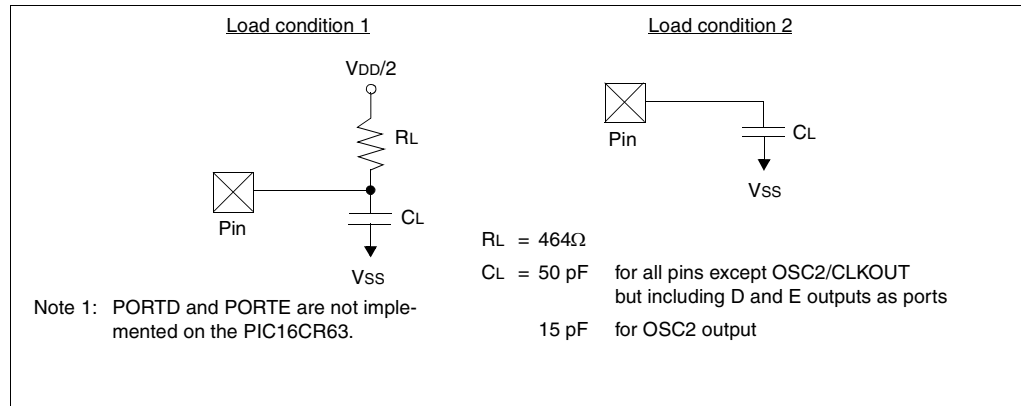 Load condition 1
VDD/2
RL
Pin
CL
VSS
Note 1: PORTD and PORTE are not imple-
mented on the PIC16CR63.
Load condition 2
Pin
CL
VSS
RL = 464Ω
CL = 50 pF for all pins except OSC2/CLKOUT
but including D and E outputs as ports
15 pF for OSC2 output